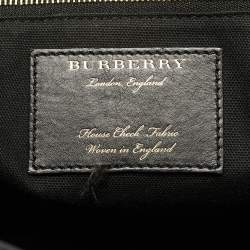 BURBERRY
London, England
House Check Fabric
Woven in England